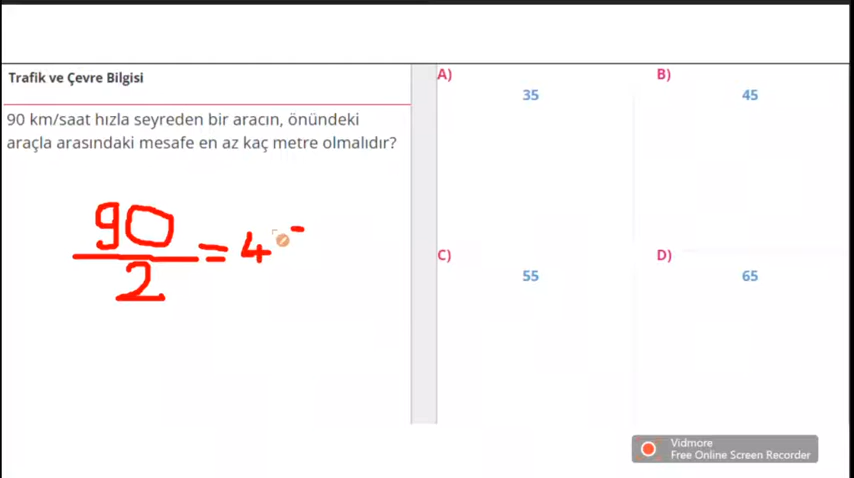 Trafik ve Çevre Bilgisi
90 km/saat hızla seyreden bir aracın, önündeki
araçla arasındaki mesafe en az kaç metre olmalıdır?
90
2
= 4
A)
35
B)
45
C)
55
D)
65
Vidmore
Free Online Screen Recorder